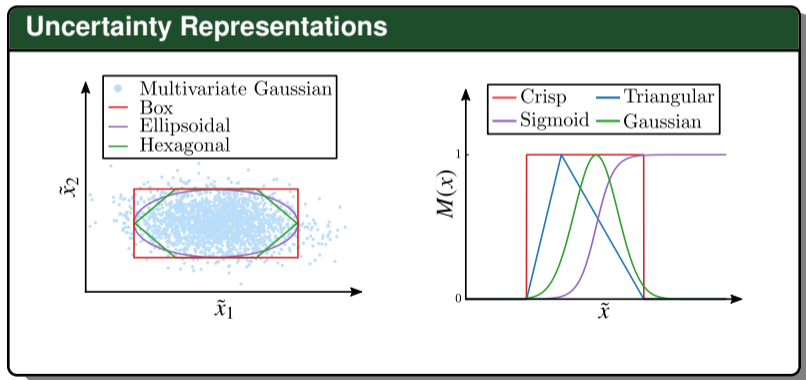 Uncertainty Representations
Multivariate Gaussian
Box
Ellipsoidal
Hexagonal
x̃₂
x̃₁
Crisp Triangular
Sigmoid Gaussian
1
M(x)
0
x̃